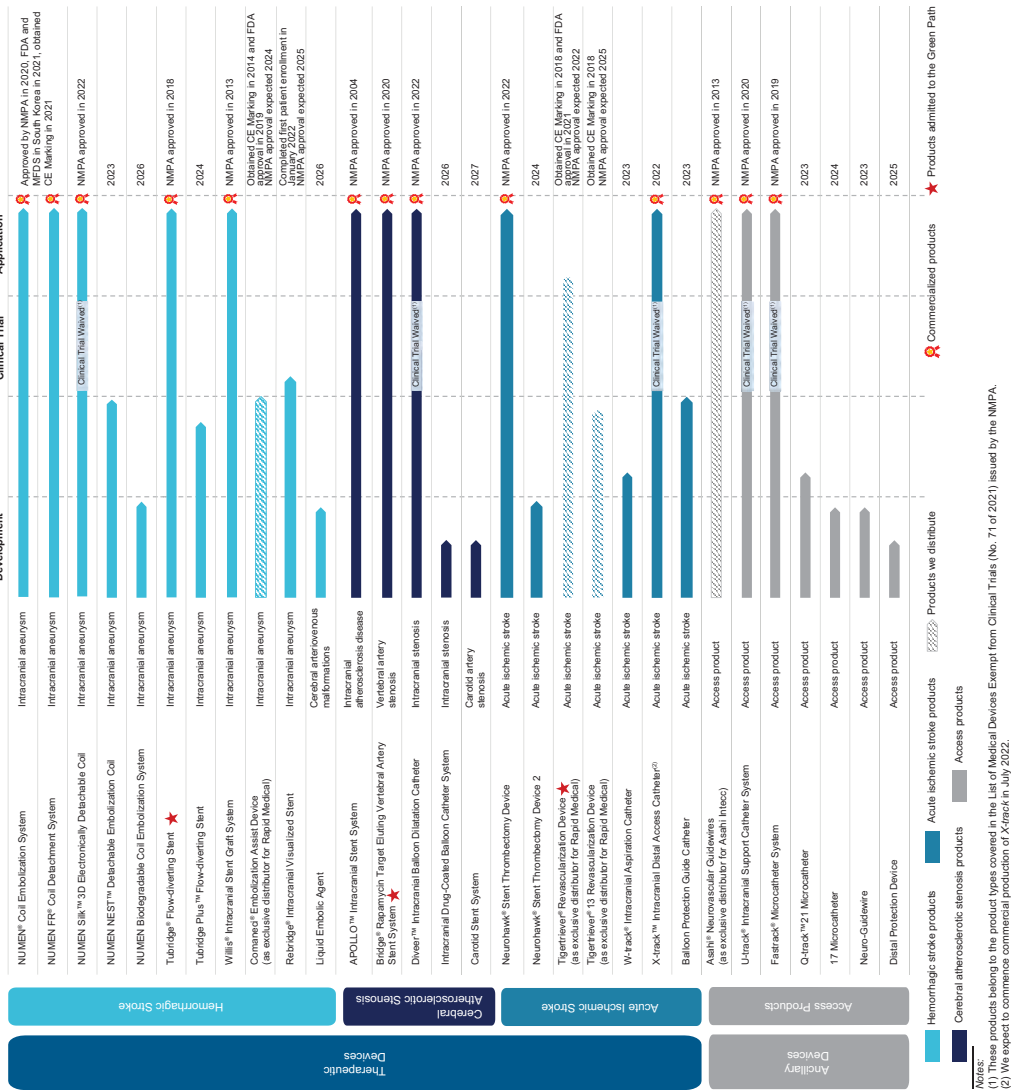 Development
Clinical Trial
Application
Therapeutic
Devices
Hemorrhagic Stroke
NUMEN® Coil Embolization System
Intracranial aneurysm
Approved by NMPA in 2020, FDA and
MFDS in South Korea in 2021, obtained
CE Marking in 2021
NUMEN FR® Coil Detachment System
Intracranial aneurysm
NUMEN Silk™ 3D Electronically Detachable Coil
Intracranial aneurysm
Clinical Trial Waived(1)
NMPA approved in 2022
NUMEN NEST™ Detachable Embolization Coil
Intracranial aneurysm
2023
NUMEN Biodegradable Coil Embolization System
Intracranial aneurysm
2026
Tubridge® Flow-diverting Stent
Intracranial aneurysm
NMPA approved in 2018
Tubridge Plus™ Flow-diverting Stent
Intracranial aneurysm
2024
Willis® Intracranial Stent Graft System
Intracranial aneurysm
NMPA approved in 2013
Comaneci® Embolization Assist Device
(as exclusive distributor for Rapid Medical)
Intracranial aneurysm
Obtained CE Marking in 2014 and FDA
approval in 2019
NMPA approval expected 2024
Rebridge® Intracranial Visualized Stent
Intracranial aneurysm
Completed first patient enrollment in
January 2022
NMPA approval expected 2025
Liquid Embolic Agent
Cerebral arteriovenous
malformations
2026
Cerebral
Atherosclerotic Stenosis
APOLLO™ Intracranial Stent System
Intracranial
atherosclerosis disease
NMPA approved in 2004
Bridge® Rapamycin Target Eluting Vertebral Artery
Stent System
Vertebral artery
stenosis
NMPA approved in 2020
Diveer™ Intracranial Balloon Dilatation Catheter
Intracranial stenosis
Clinical Trial Waived(1)
NMPA approved in 2022
Intracranial Drug-Coated Balloon Catheter System
Intracranial stenosis
2026
Carotid Stent System
Carotid artery
stenosis
2027
Acute Ischemic Stroke
Neurohawk® Stent Thrombectomy Device
Acute ischemic stroke
NMPA approved in 2022
Neurohawk® Stent Thrombectomy Device 2
Acute ischemic stroke
2024
Tigertriever® Revascularization Device
(as exclusive distributor for Rapid Medical)
Acute ischemic stroke
Obtained CE Marking in 2018 and FDA
approval in 2021
NMPA approval expected 2022
Tigertriever® 13 Revascularization Device
(as exclusive distributor for Rapid Medical)
Acute ischemic stroke
Obtained CE Marking in 2018
NMPA approval expected 2025
W-track® Intracranial Aspiration Catheter
Acute ischemic stroke
2023
X-track™ Intracranial Distal Access Catheter(2)
Acute ischemic stroke
Clinical Trial Waived(1)
2022
Balloon Protection Guide Catheter
Acute ischemic stroke
2023
Ancillary
Devices
Access Products
Asahi® Neurovascular Guidewires
(as exclusive distributor for Asahi Intecc)
Access product
NMPA approved in 2013
U-track® Intracranial Support Catheter System
Access product
Clinical Trial Waived(1)
NMPA approved in 2020
Fastrack® Microcatheter System
Access product
Clinical Trial Waived(1)
NMPA approved in 2019
Q-track™21 Microcatheter
Access product
2023
17 Microcatheter
Access product
2024
Neuro-Guidewire
Access product
2023
Distal Protection Device
Access product
2025
Hemorrhagic stroke products
Acute ischemic stroke products
Products we distribute
Commercialized products
Products admitted to the Green Path
Cerebral atherosclerotic stenosis products
Access products
Notes:
(1) These products belong to the product types covered in the List of Medical Devices Exempt from Clinical Trials (No. 71 of 2021) issued by the NMPA.
(2) We expect to commence commercial production of X-track in July 2022.